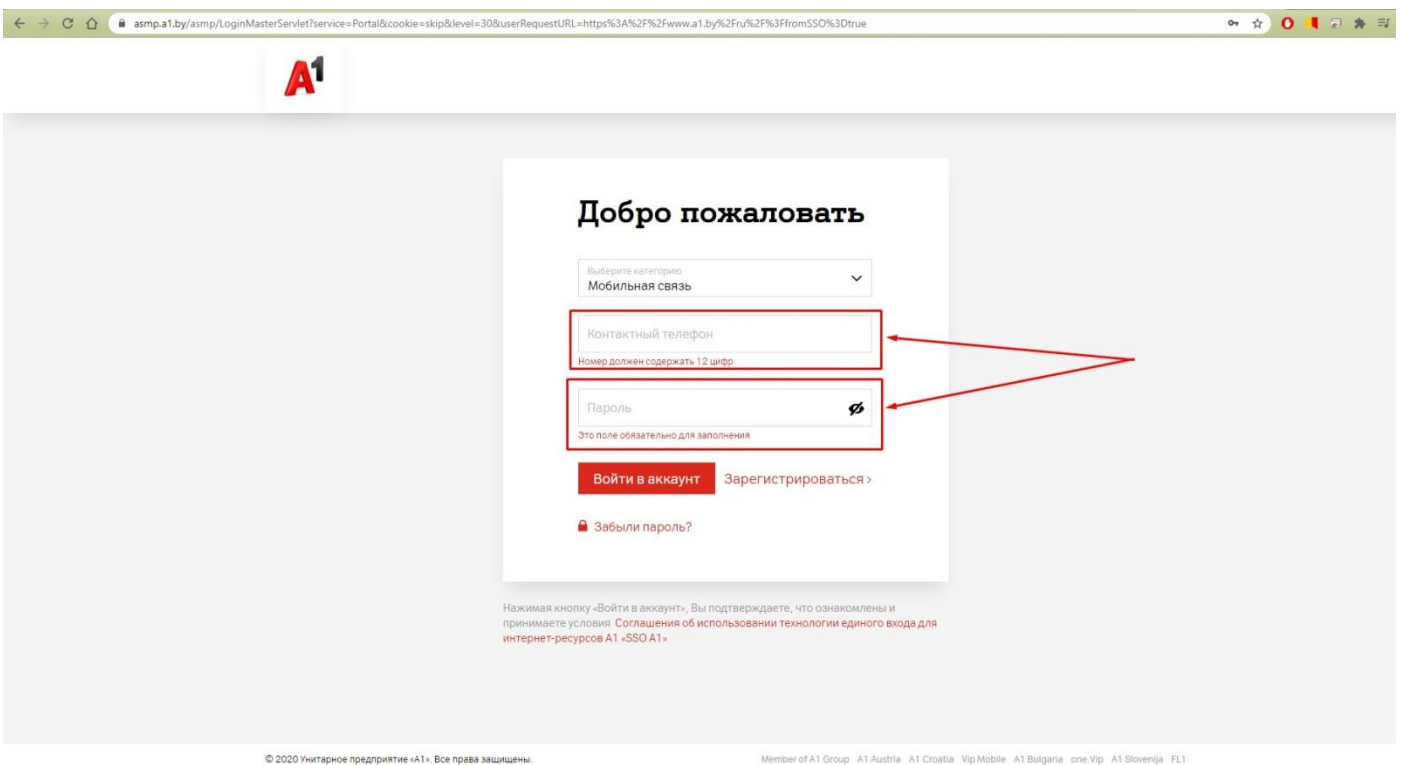 asmp.a1.by/asmp/LoginMasterServlet?service=Portal&cookie=skip&level=30&userRequestURL=https%3A%2F%2Fwww.a1.by%2Fru%2F%3FfromSSO%3Dtrue
A1
Добро пожаловать
Выберите категорию
Мобильная связь
Контактный телефон
Номер должен содержать 12 цифр
Пароль
Это поле обязательно для заполнения
Войти в аккаунт Зарегистрироваться >
Забыли пароль?
Нажимая кнопку «Войти в аккаунт», Вы подтверждаете, что ознакомлены и
принимаете условия Соглашения об использовании технологии единого входа для
интернет-ресурсов А1 «SSO A1»
© 2020 Унитарное предприятие «А1». Все права защищены. Member of A1 Group A1 Austria A1 Croatia Vip Mobile A1 Bulgaria one.Vip A1 Slovenija FL1